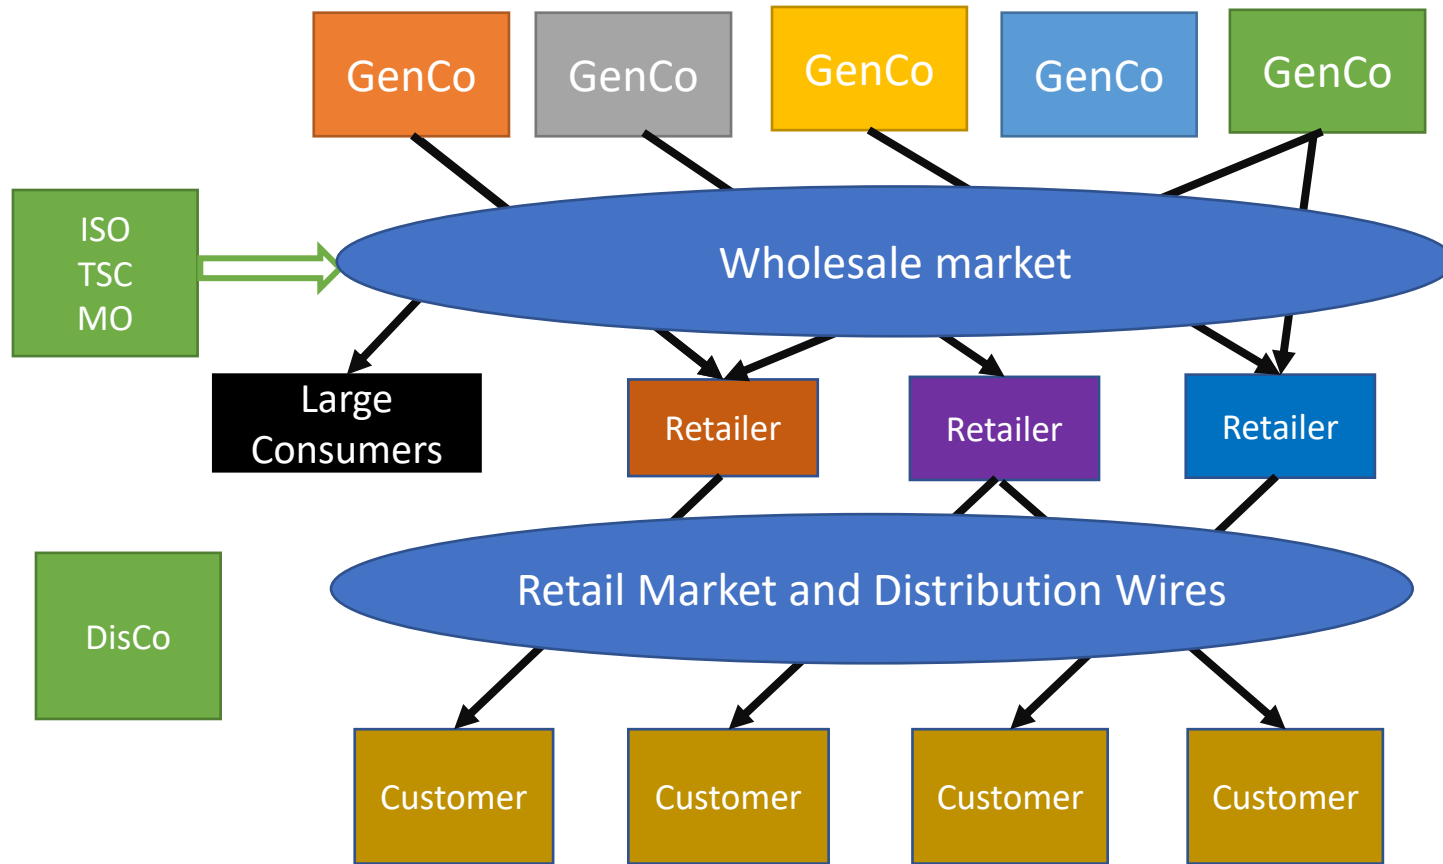 GenCo
GenCo
GenCo
GenCo
GenCo
ISO
TSC
MO
Wholesale market
Large
Consumers
Retailer
Retailer
Retailer
Retail Market and Distribution Wires
DisCo
Customer
Customer
Customer
Customer